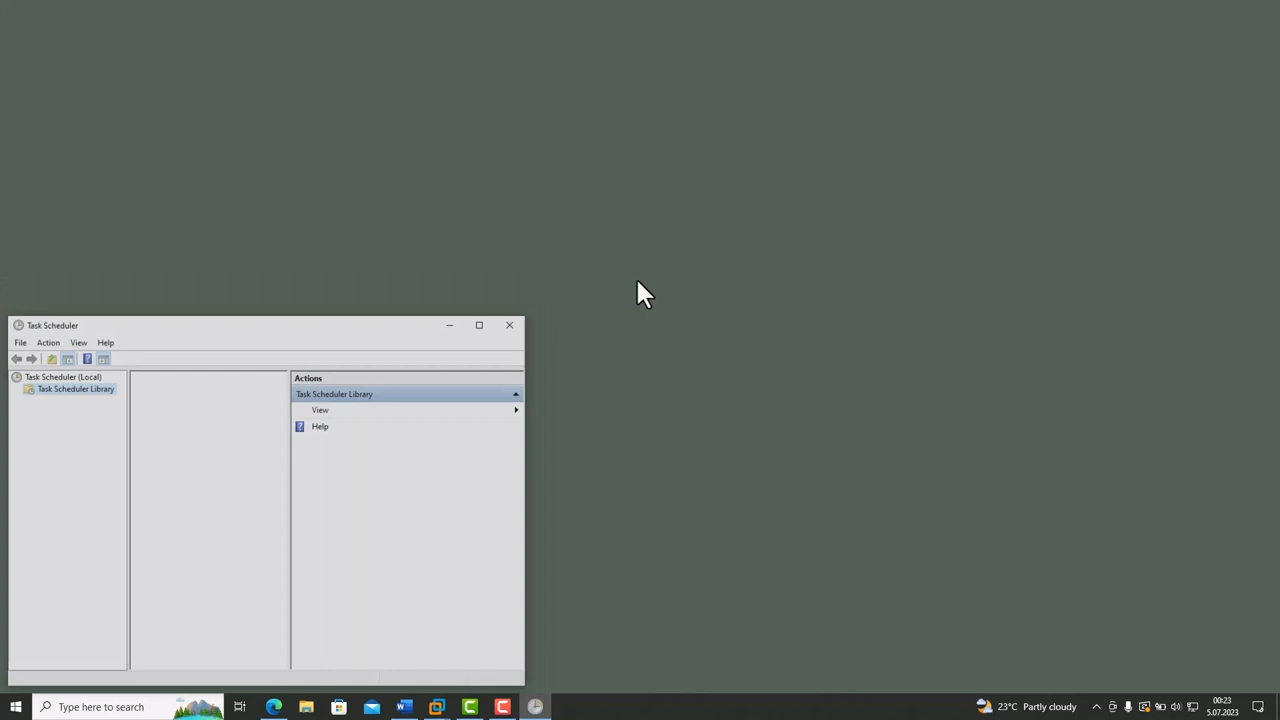 Task Scheduler
File Action View Help
Task Scheduler (Local)
Task Scheduler Library
Actions
Task Scheduler Library
View
Help
Type here to search
23°C Partly cloudy
00:23
5.07.2023